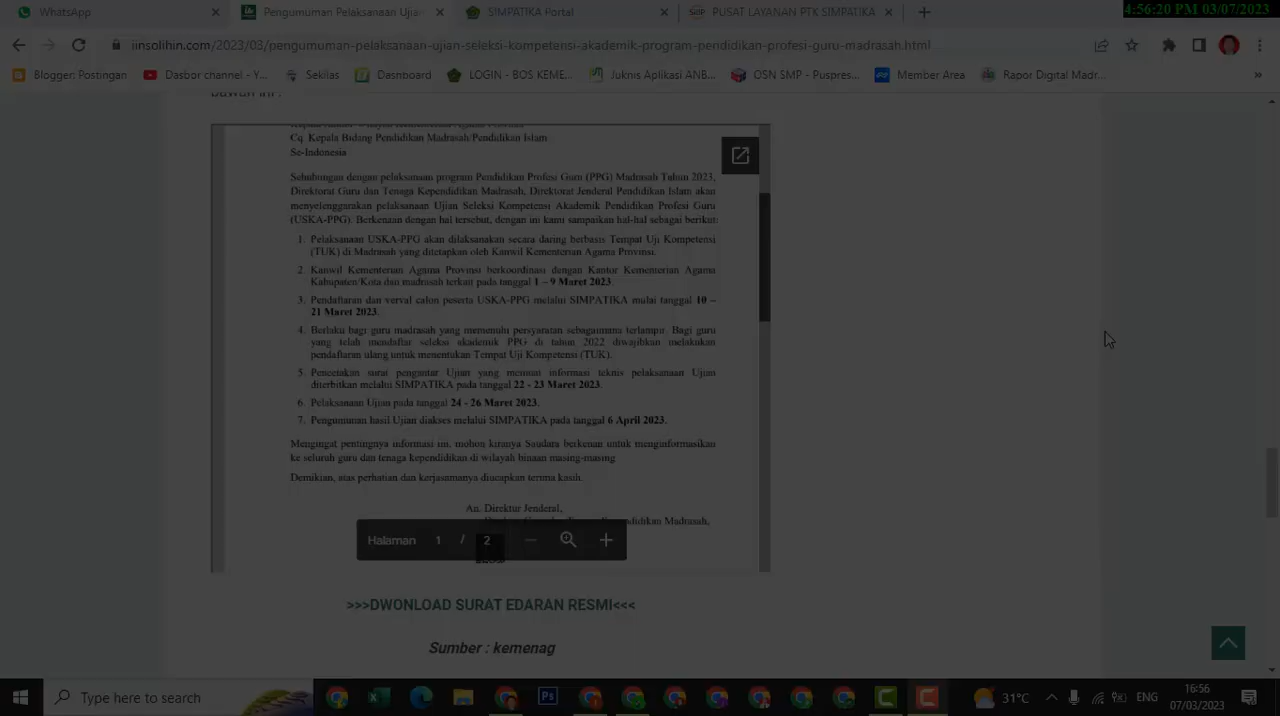 4:56:20 PM 03/07/2023
WhatsApp
Pengumuman Pelaksanaan Ujian
SIMPATIKA Portal
PUSAT LAYANAN PTK SIMPATIKA
iinsolihin.com/2023/03/pengumuman-pelaksanaan-ujian-seleksi-kompetensi-akademik-program-pendidikan-profesi-guru-madrasah.html
Blogger: Postingan
Dasbor channel - Y...
Sekilas
Dashboard
LOGIN - BOS KEME...
Juknis Aplikasi ANB...
OSN SMP - Puspres...
Member Area
Rapor Digital Madr...
»
Cq. Kepala Bidang Pendidikan Madrasah/Pendidikan Islam
Se-Indonesia
Sehubungan dengan pelaksanaan program Pendidikan Profesi Guru (PPG) Madrasah Tahun 2023,
Direktorat Guru dan Tenaga Kependidikan Madrasah, Direktorat Jenderal Pendidikan Islam akan
menyelenggarakan pelaksanaan Ujian Seleksi Kompetensi Akademik Pendidikan Profesi Guru
(USKA-PPG). Berkenaan dengan hal tersebut, dengan ini kami sampaikan hal-hal sebagai berikut:
1. Pelaksanaan USKA-PPG akan dilaksanakan secara daring berbasis Tempat Uji Kompetensi
(TUK) di Madrasah yang ditetapkan oleh Kanwil Kementerian Agama Provinsi.
2. Kanwil Kementerian Agama Provinsi berkoordinasi dengan Kantor Kementerian Agama
Kabupaten/Kota dan madrasah terkait pada tanggal 1 – 9 Maret 2023.
3. Pendaftaran dan verval calon peserta USKA-PPG melalui SIMPATIKA mulai tanggal 10 –
21 Maret 2023.
4. Berlaku bagi guru madrasah yang memenuhi persyaratan sebagaimana terlampir. Bagi guru
yang telah mendaftar seleksi akademik PPG di tahun 2022 diwajibkan melakukan
pendaftaran ulang untuk menentukan Tempat Uji Kompetensi (TUK).
5. Pencetakan surat pengantar Ujian yang memuat informasi teknis pelaksanaan Ujian
diterbitkan melalui SIMPATIKA pada tanggal 22 - 23 Maret 2023.
6. Pelaksanaan Ujian pada tanggal 24 - 26 Maret 2023.
7. Pengumuman hasil Ujian diakses melalui SIMPATIKA pada tanggal 6 April 2023.
Mengingat pentingnya informasi ini, mohon kiranya Saudara berkenan untuk menginformasikan
ke seluruh guru dan tenaga kependidikan di wilayah binaan masing-masing
Demikian, atas perhatian dan kerjasamanya diucapkan terima kasih.
An. Direktur Jenderal,
Madrasah,
Halaman 1 / 2
>>>DWONLOAD SURAT EDARAN RESMI<<<
Sumber : kemenag
Type here to search
Ps
31°C
ENG
16:56
07/03/2023